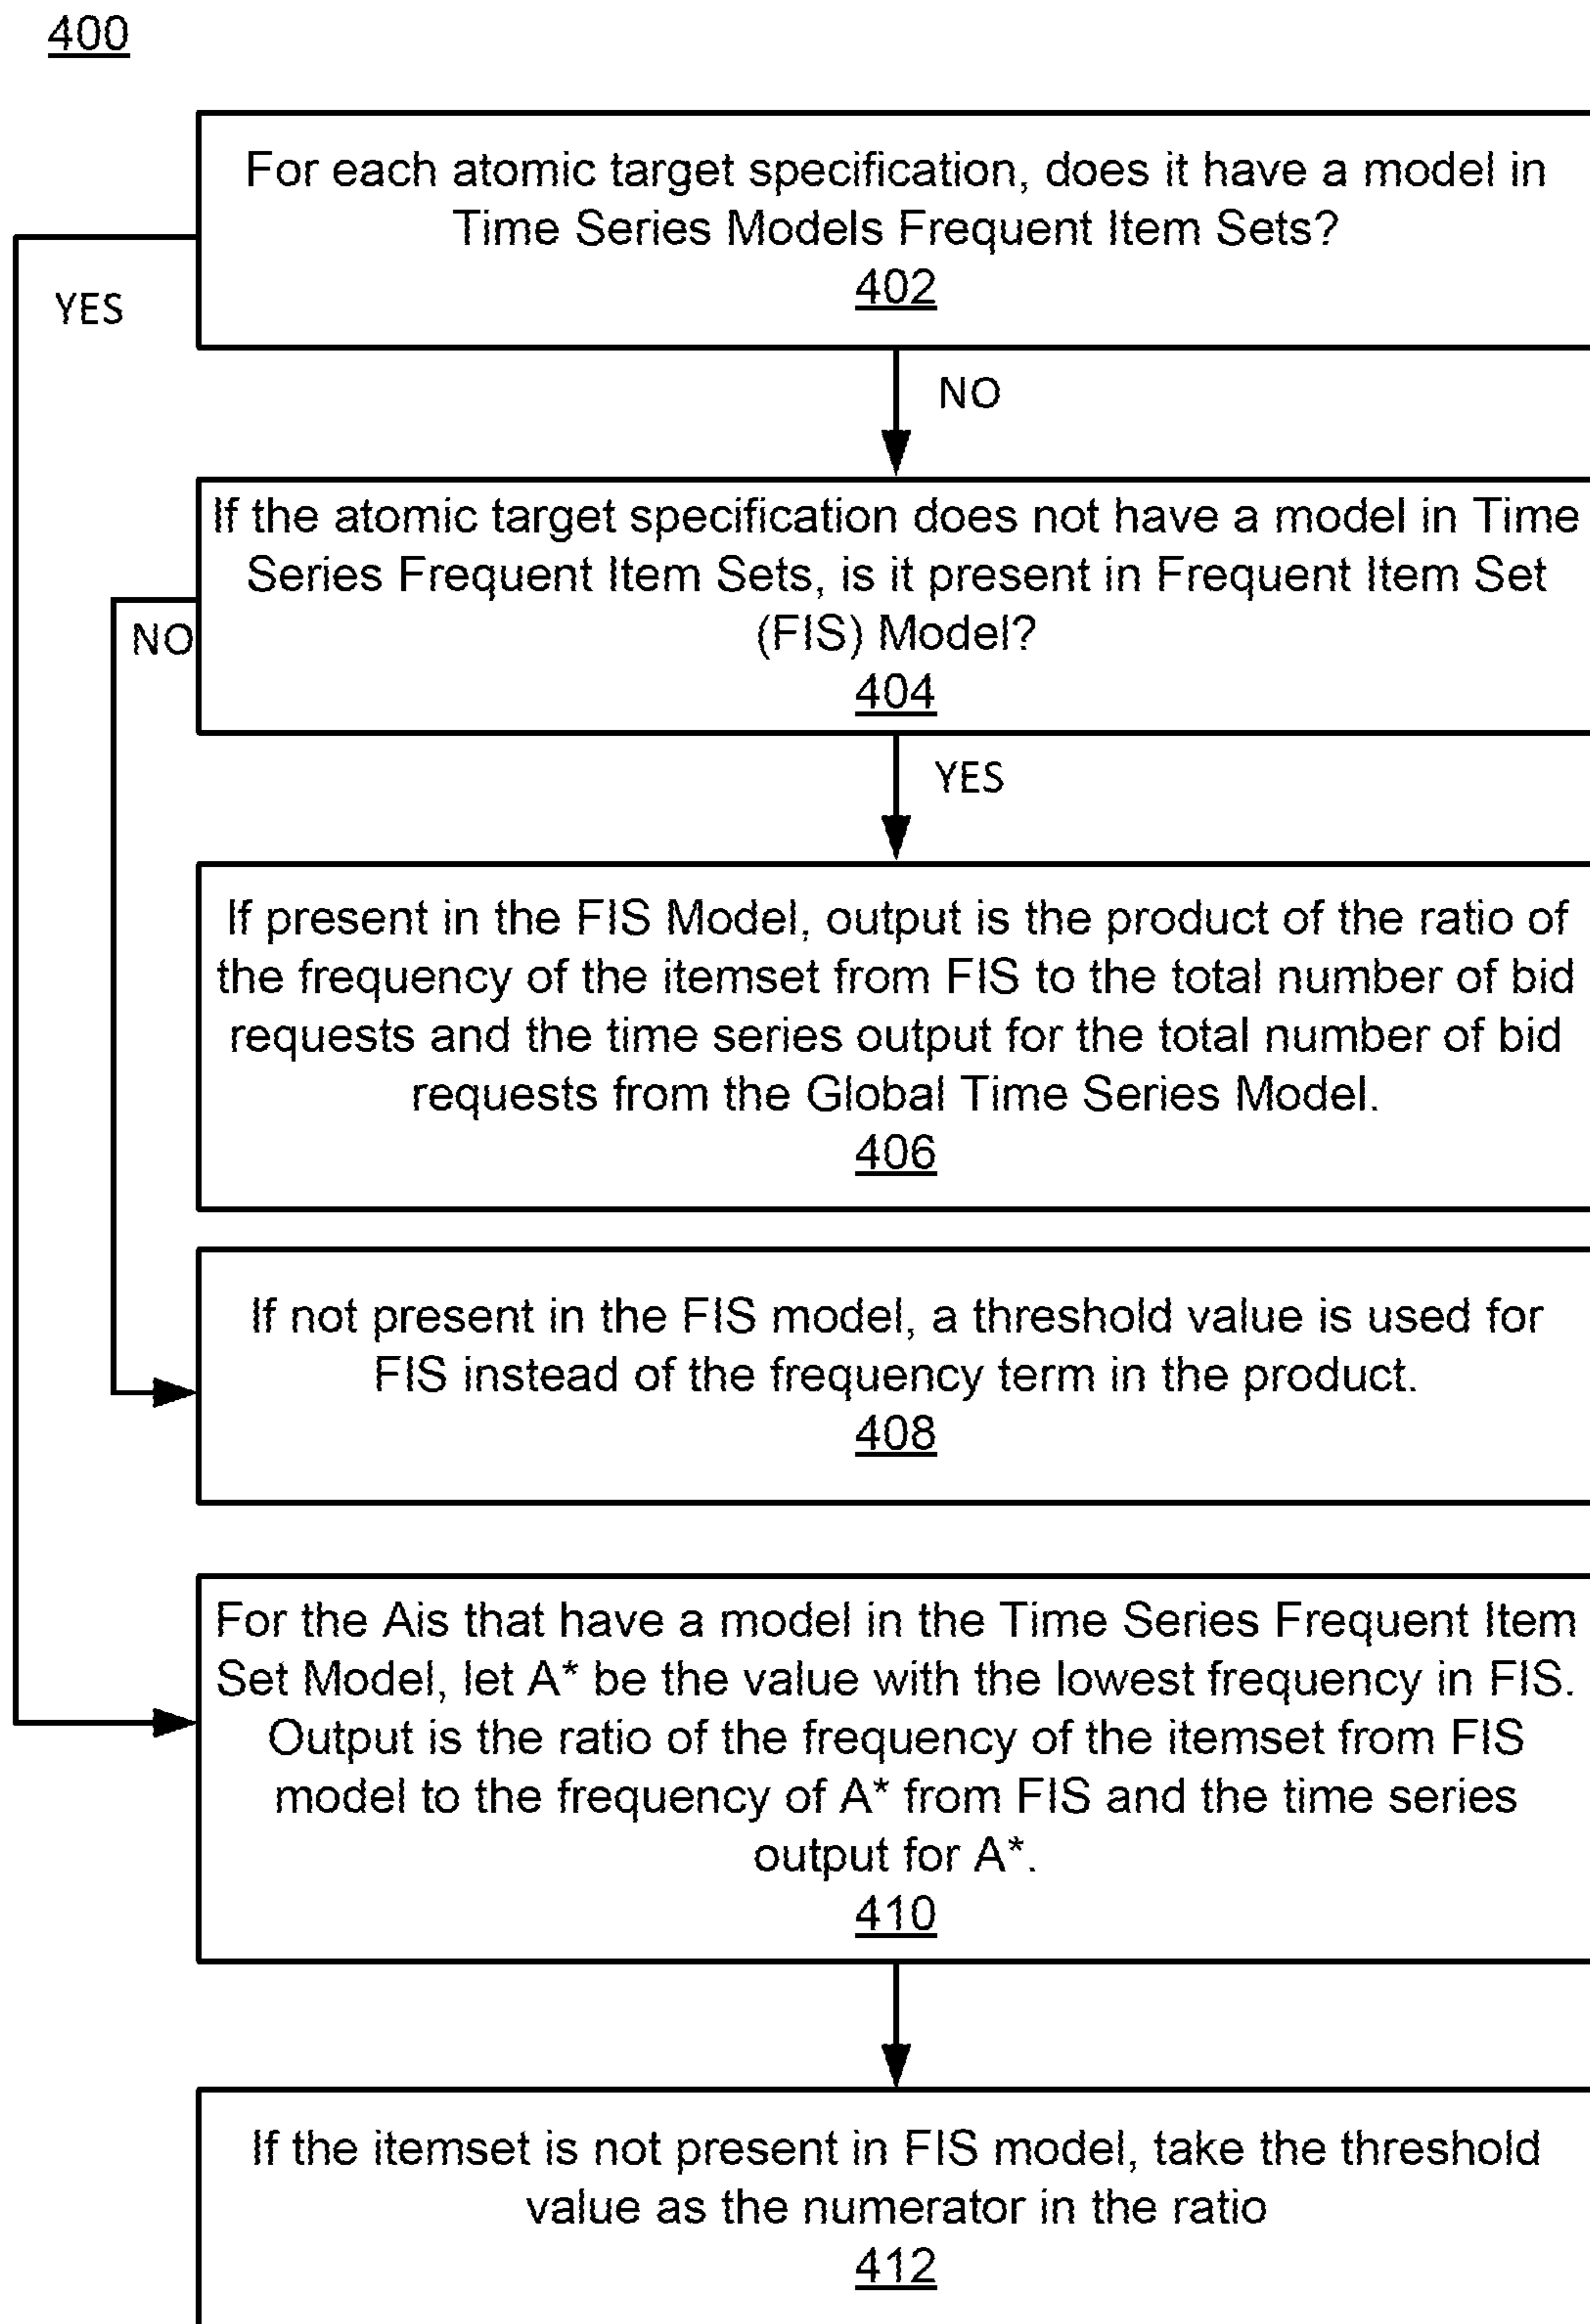 400
For each atomic target specification, does it have a model in
Time Series Models Frequent Item Sets?
402
YES
NO
If the atomic target specification does not have a model in Time
Series Frequent Item Sets, is it present in Frequent Item Set
(FIS) Model?
404
NO
YES
If present in the FIS Model, output is the product of the ratio of
the frequency of the itemset from FIS to the total number of bid
requests and the time series output for the total number of bid
requests from the Global Time Series Model.
406
If not present in the FIS model, a threshold value is used for
FIS instead of the frequency term in the product.
408
For the Ais that have a model in the Time Series Frequent Item
Set Model, let A* be the value with the lowest frequency in FIS.
Output is the ratio of the frequency of the itemset from FIS
model to the frequency of A* from FIS and the time series
output for A*.
410
If the itemset is not present in FIS model, take the threshold
value as the numerator in the ratio
412